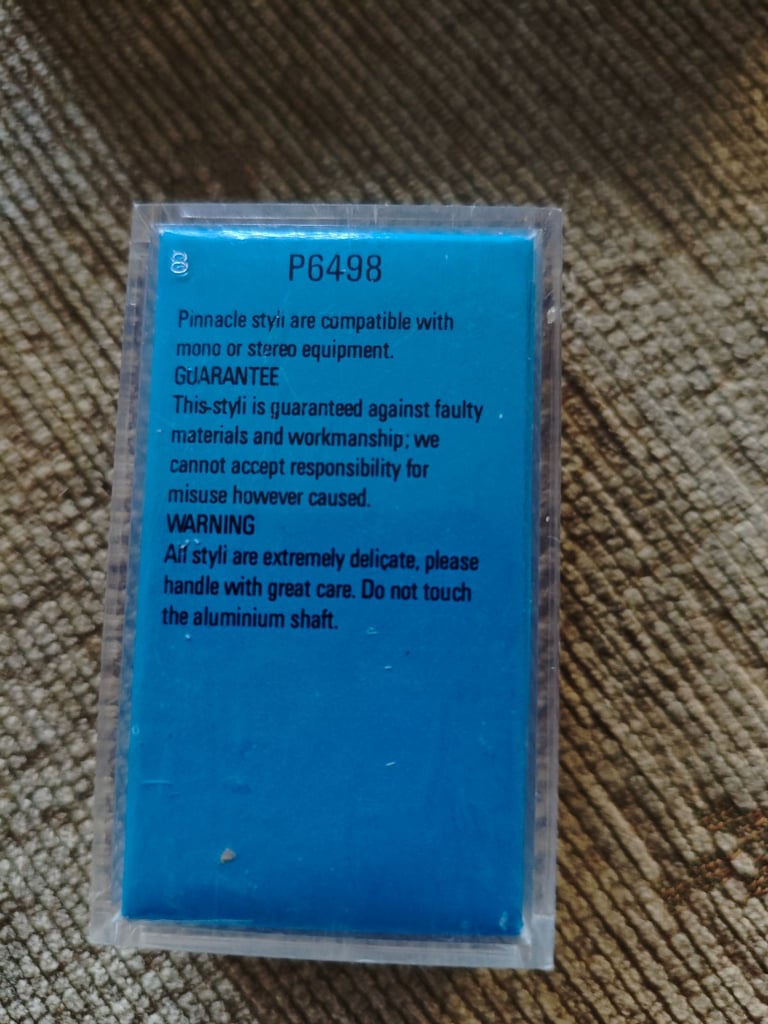 8
P6498
Pinnacle styli are compatible with
mono or stereo equipment.
GUARANTEE
This-styli is guaranteed against faulty
materials and workmanship; we
cannot accept responsibility for
misuse however caused.
WARNING
All styli are extremely delicate, please
handle with great care. Do not touch
the aluminium shaft.